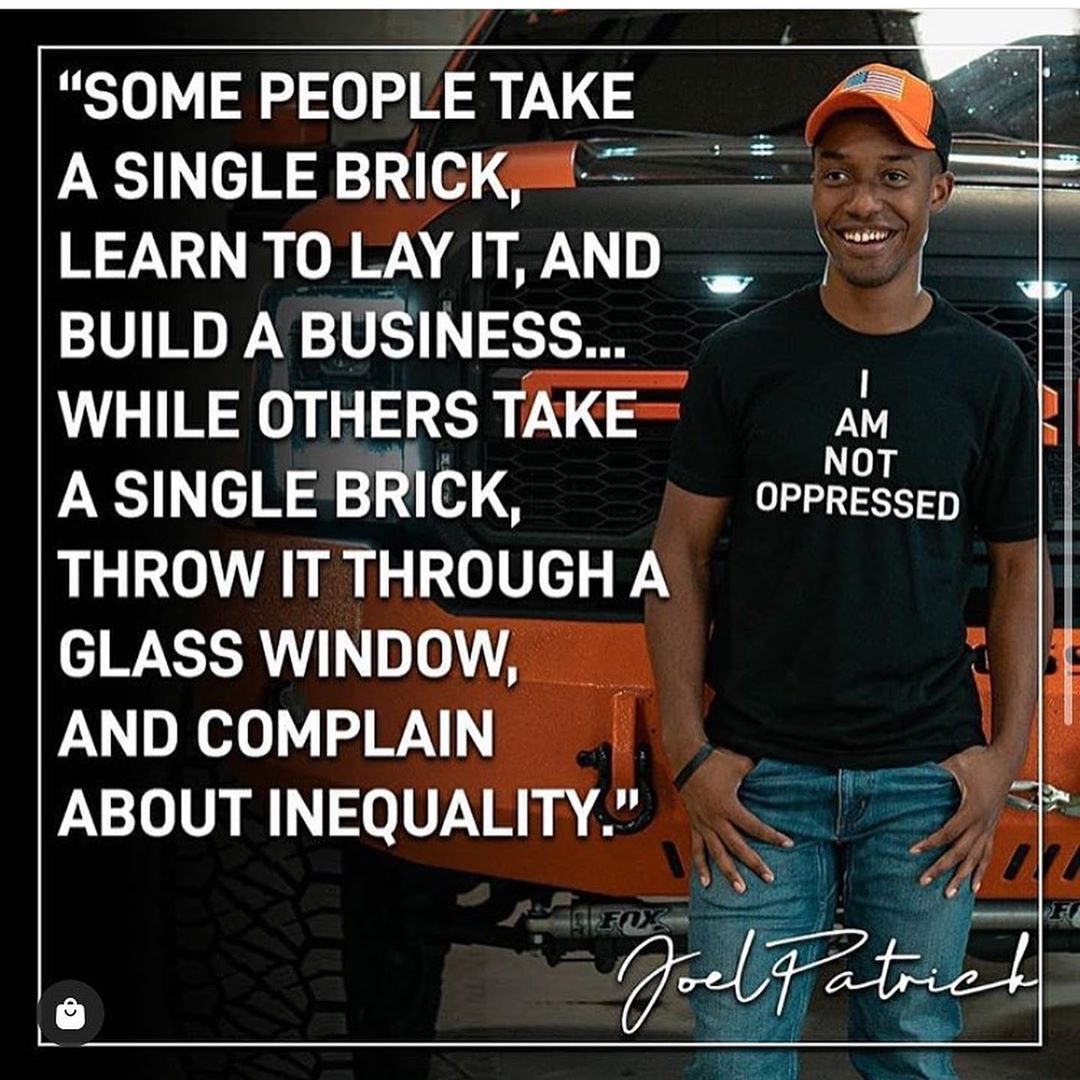 “SOME PEOPLE TAKE
A SINGLE BRICK,
LEARN TO LAY IT, AND
BUILD A BUSINESS...
WHILE OTHERS TAKE
A SINGLE BRICK,
THROW IT THROUGH A
GLASS WINDOW,
AND COMPLAIN
ABOUT INEQUALITY.”
I
AM
NOT
OPPRESSED
FOX
Joel Patrick